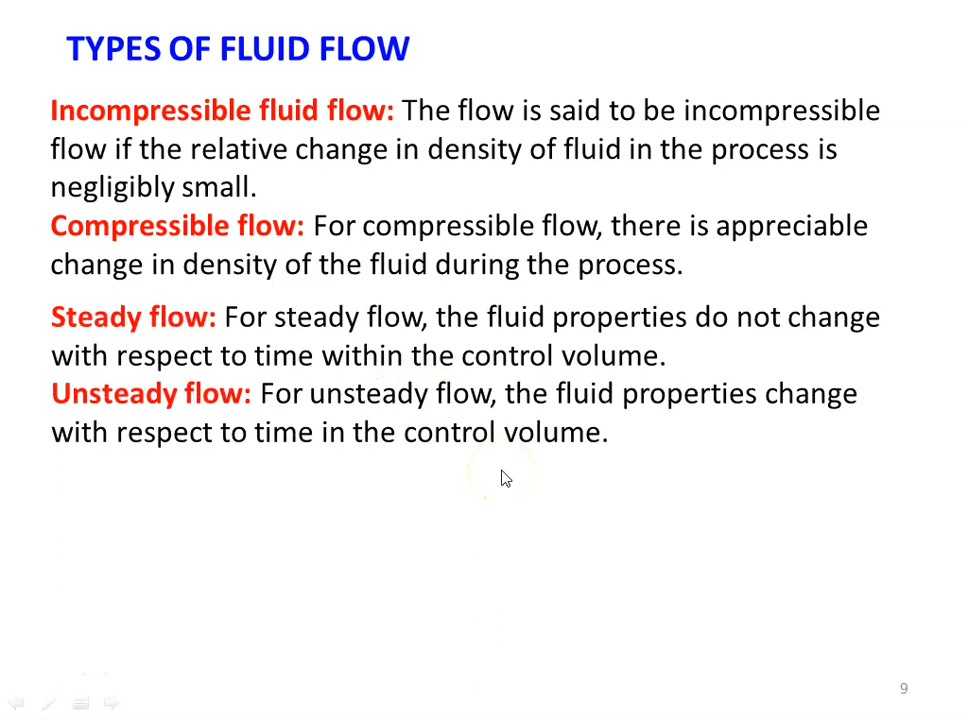 TYPES OF FLUID FLOW
Incompressible fluid flow: The flow is said to be incompressible
flow if the relative change in density of fluid in the process is
negligibly small.
Compressible flow: For compressible flow, there is appreciable
change in density of the fluid during the process.
Steady flow: For steady flow, the fluid properties do not change
with respect to time within the control volume.
Unsteady flow: For unsteady flow, the fluid properties change
with respect to time in the control volume.
9